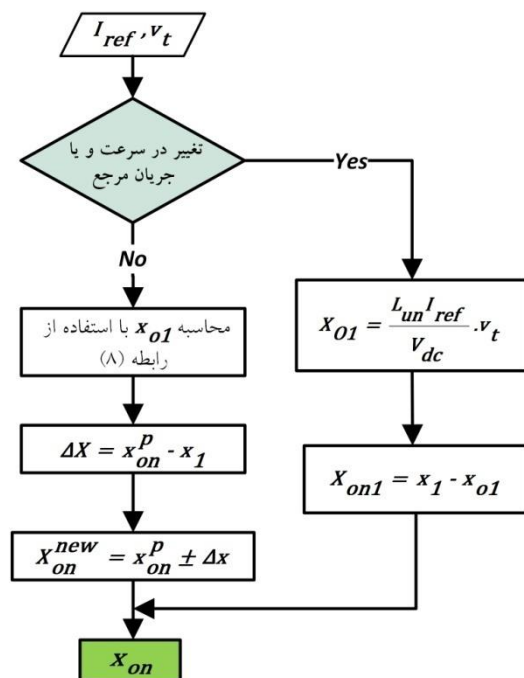 I_ref , v_t
تغییر در سرعت و یا
جریان مرجع
Yes
No
محاسبه x_o1 با استفاده از
رابطه (۸)
ΔX = x_on^p - x_1
X_on^new = x_on^p ± Δx
X_O1 = (L_un I_ref / V_dc) . v_t
X_on1 = x_1 - x_o1
x_on